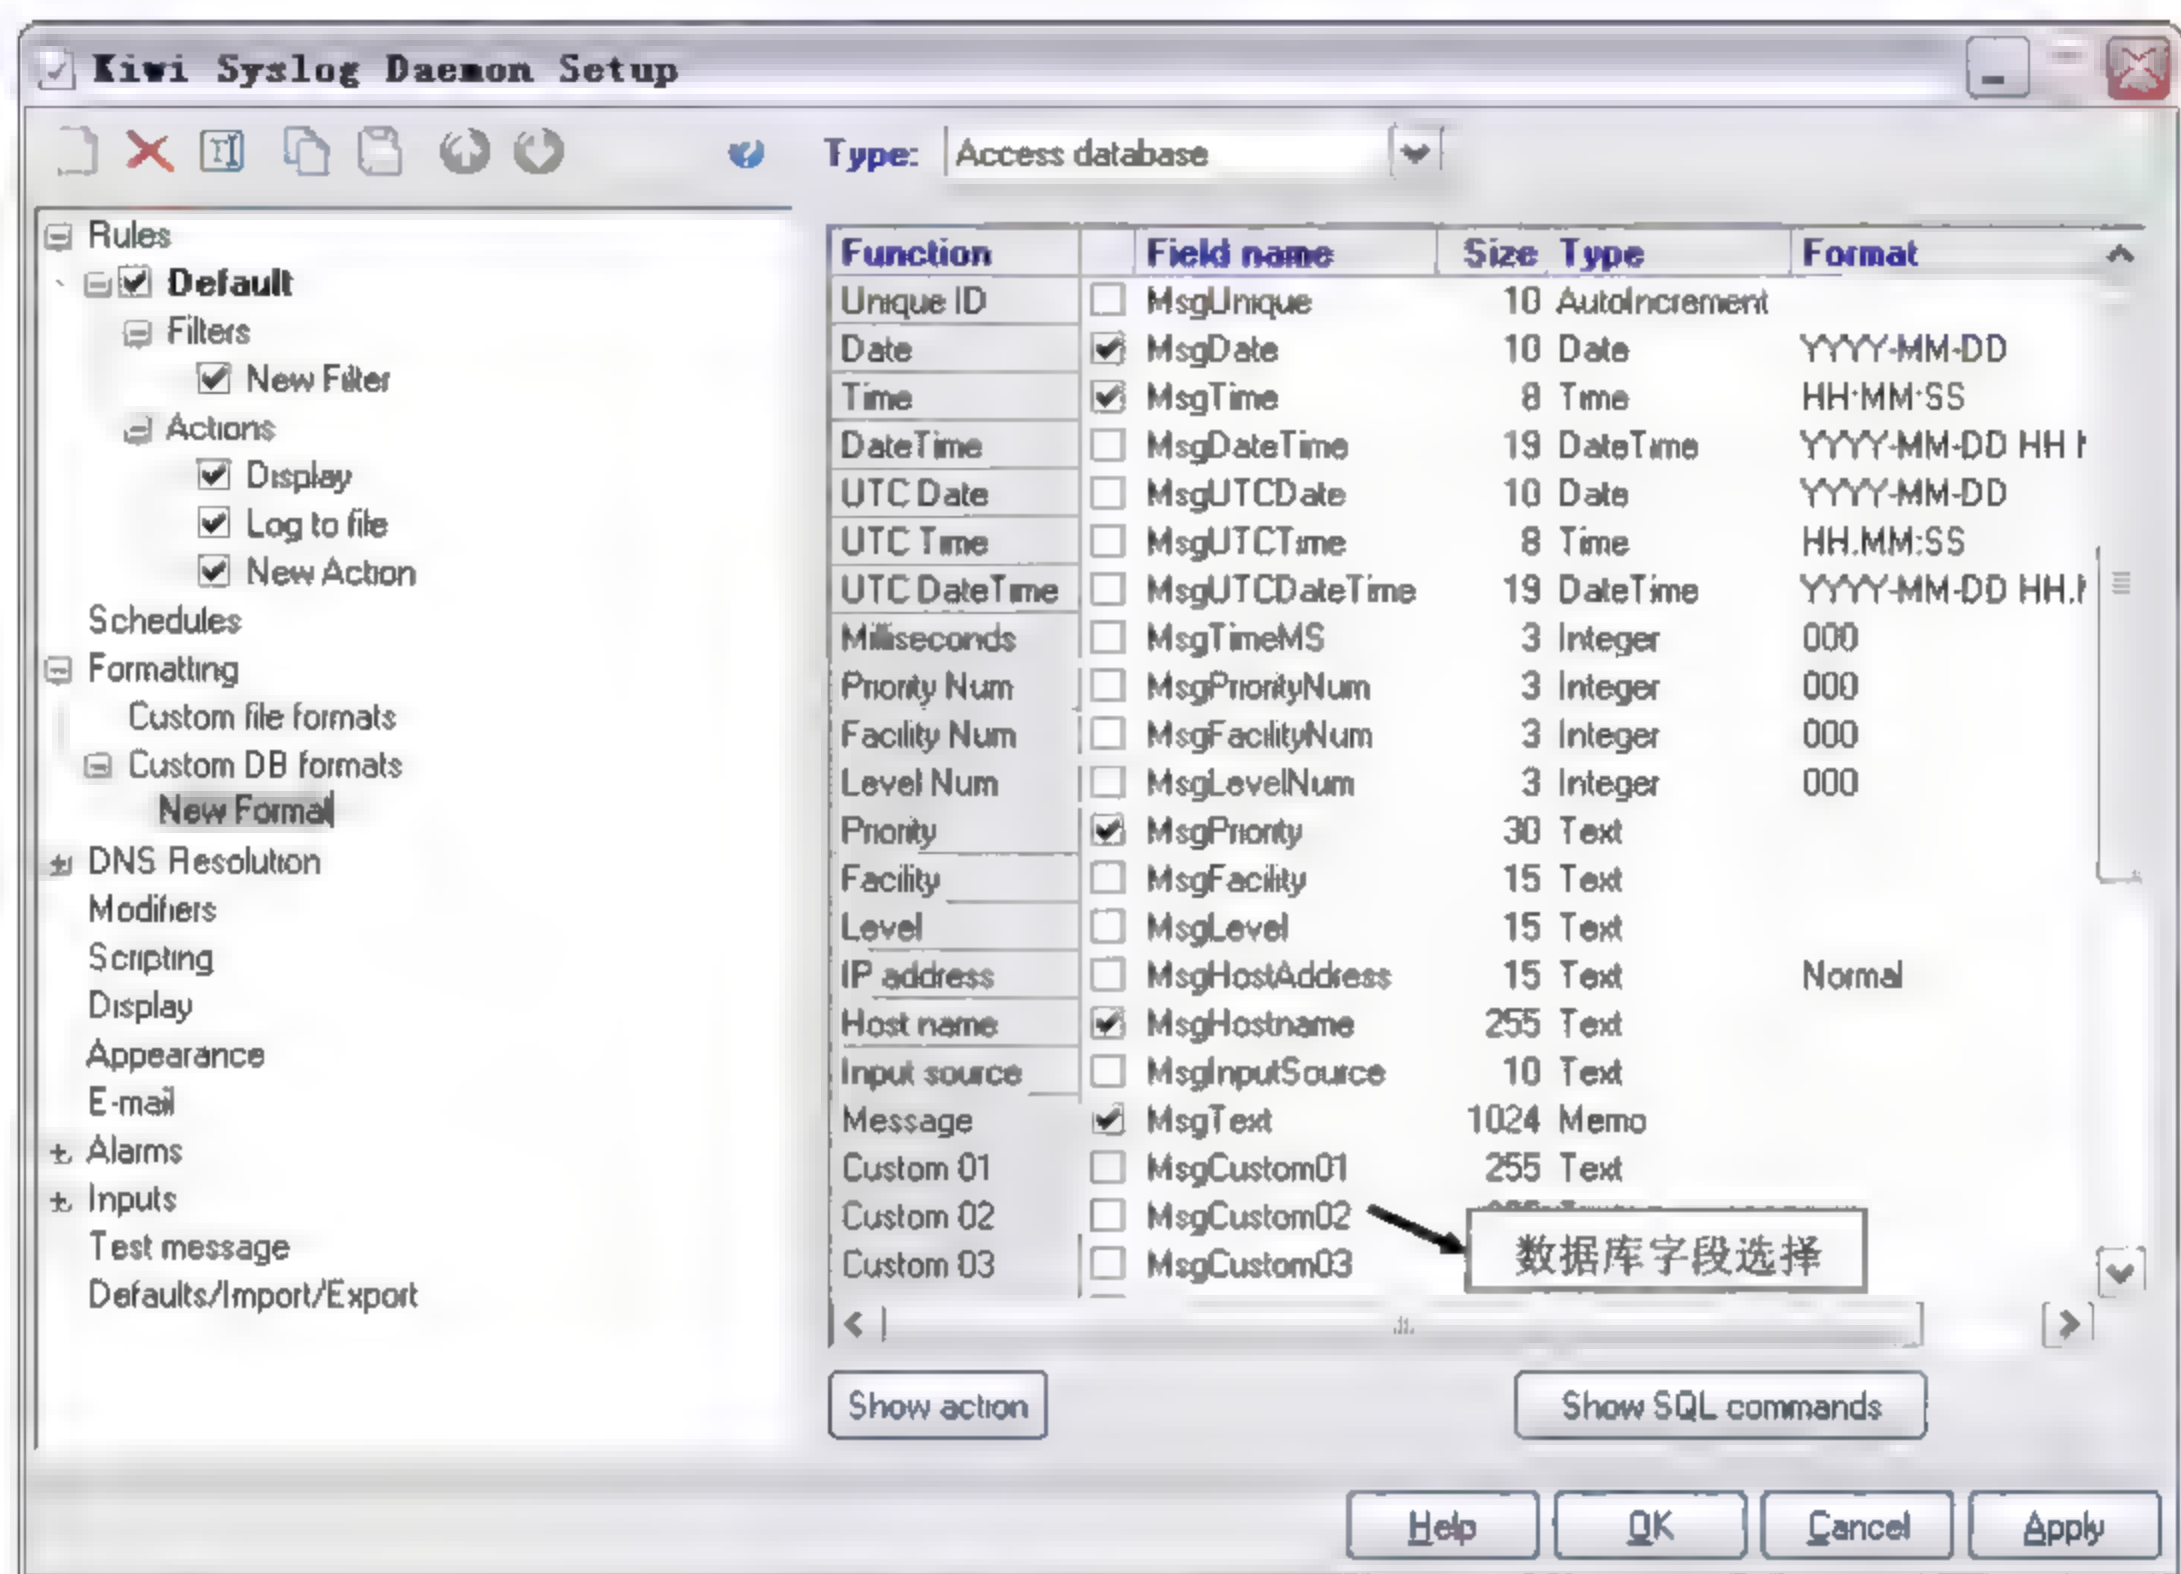 Kiwi Syslog Daemon Setup
Type: Access database
Rules
Default
Filters
New Filter
Actions
Display
Log to file
New Action
Schedules
Formatting
Custom file formats
Custom DB formats
New Format
DNS Resolution
Modifiers
Scripting
Display
Appearance
E-mail
Alarms
Inputs
Test message
Defaults/Import/Export
Function Field name Size Type Format
Unique ID MsgUnique 10 AutoIncrement
Date MsgDate 10 Date YYYY-MM-DD
Time MsgTime 8 Time HH:MM:SS
DateTime MsgDateTime 19 DateTime YYYY-MM-DD HH
UTC Date MsgUTCDate 10 Date YYYY-MM-DD
UTC Time MsgUTCTime 8 Time HH:MM:SS
UTC DateTime MsgUTCDateTime 19 DateTime YYYY-MM-DD HH:
Milliseconds MsgTimeMS 3 Integer 000
Priority Num MsgPriorityNum 3 Integer 000
Facility Num MsgFacilityNum 3 Integer 000
Level Num MsgLevelNum 3 Integer 000
Priority MsgPriority 30 Text
Facility MsgFacility 15 Text
Level MsgLevel 15 Text
IP address MsgHostAddress 15 Text Normal
Host name MsgHostname 255 Text
Input source MsgInputSource 10 Text
Message MsgText 1024 Memo
Custom 01 MsgCustom01 255 Text
Custom 02 MsgCustom02
Custom 03 MsgCustom03
数据库字段选择
Show action Show SQL commands
Help OK Cancel Apply